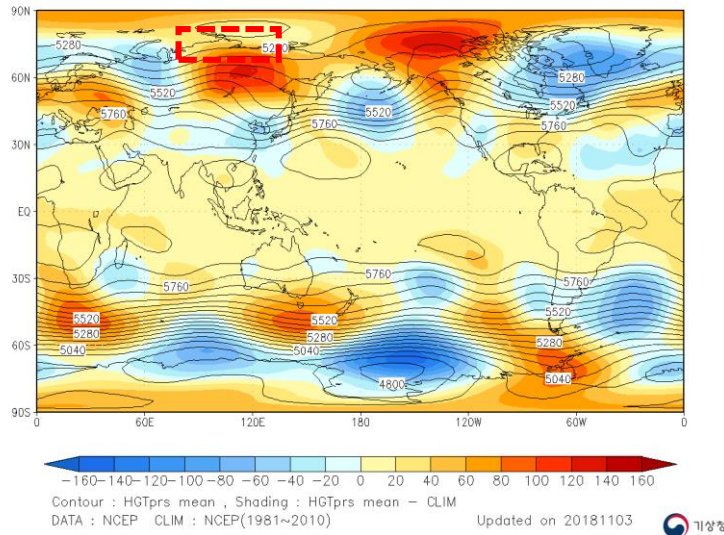 90N
5280
5280
5280
60N
5520
5520
5520
5760
5760
5760
30N
EQ
30S
5760
5760
5760
5520
5520
5520
5280
5280
5280
60S
5040
5040
4800
90S
0 60E 120E 180 120W 60W 0
-160 -140 -120 -100 -80 -60 -40 -20 0 20 40 60 80 100 120 140 160
Contour : HGTprs mean , Shading : HGTprs mean - CLIM
DATA : NCEP CLIM : NCEP(1981~2010) Updated on 20181103
기상청